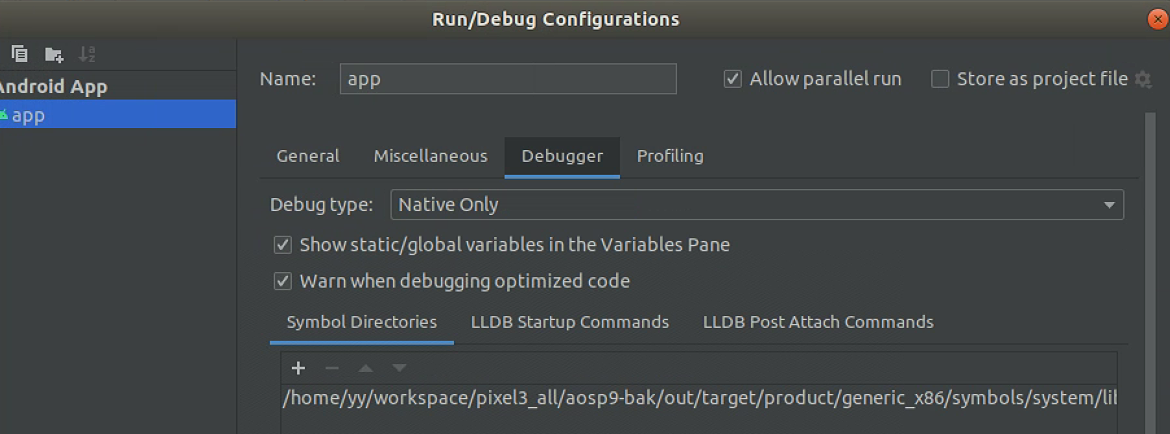 Run/Debug Configurations
Name: app Allow parallel run Store as project file
Android App
app
General Miscellaneous Debugger Profiling
Debug type: Native Only
Show static/global variables in the Variables Pane
Warn when debugging optimized code
Symbol Directories LLDB Startup Commands LLDB Post Attach Commands
/home/yy/workspace/pixel3_all/aosp9-bak/out/target/product/generic_x86/symbols/system/lib